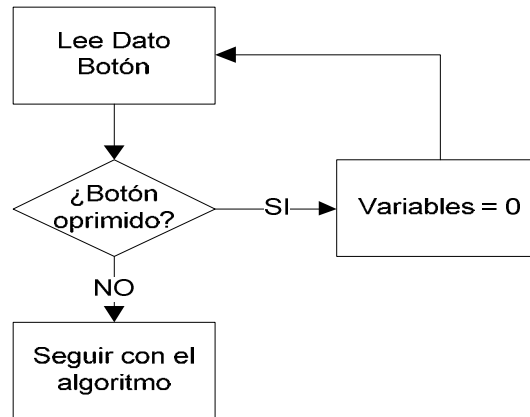 Lee Dato
Botón
¿Botón
oprimido?
SI
Variables = 0
NO
Seguir con el
algoritmo